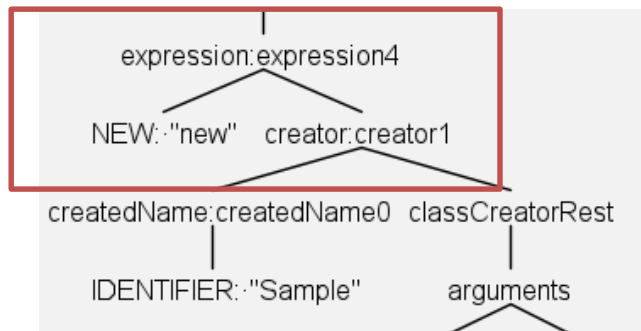 expression:expression4
NEW:·"new" creator:creator1
createdName:createdName0 classCreatorRest
IDENTIFIER:·"Sample" arguments